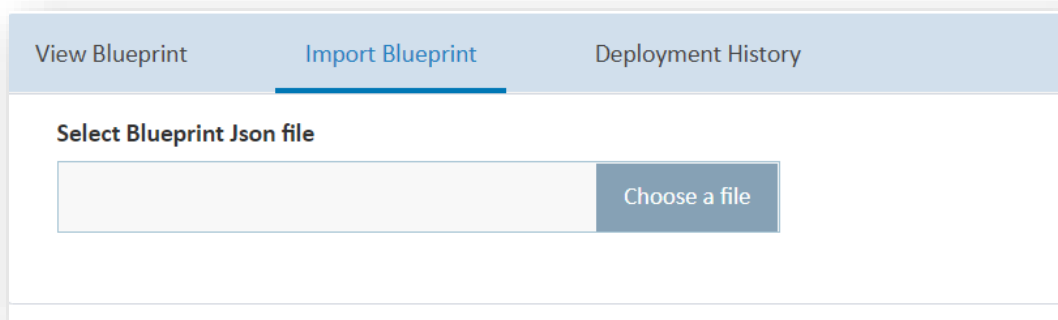 View Blueprint Import Blueprint Deployment History
Select Blueprint Json file
Choose a file